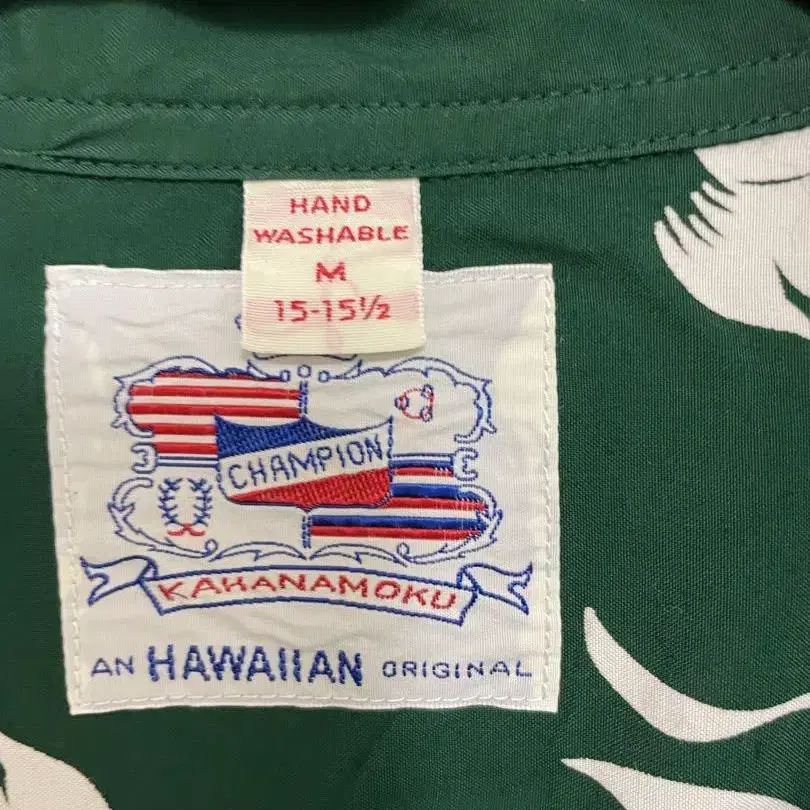 HAND
WASHABLE
M
15-15½
CHAMPION
KAHANAMOKU
AN HAWAIIAN ORIGINAL